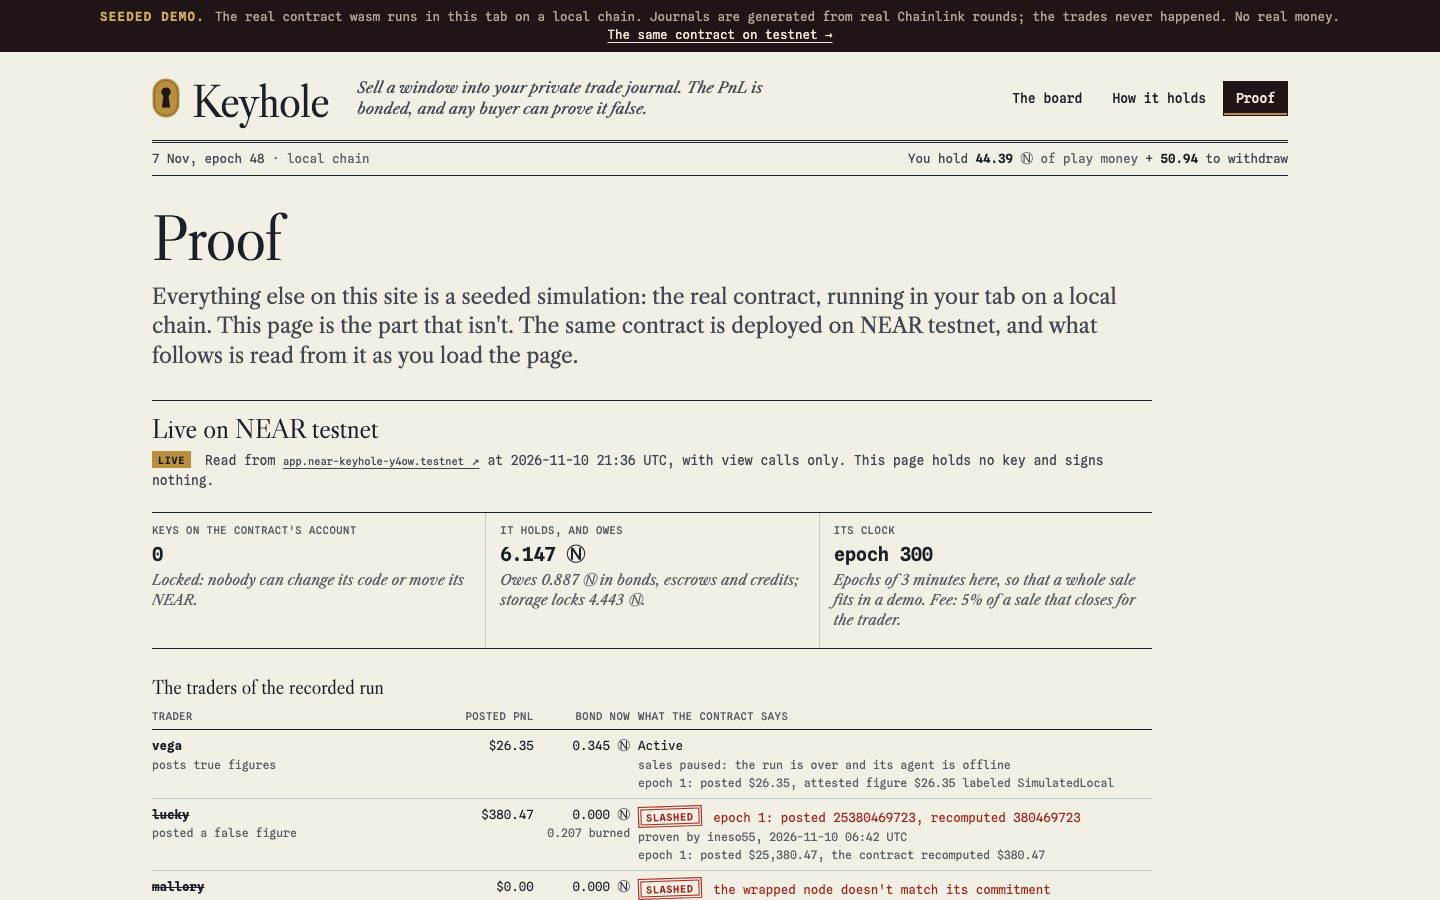 SEEDED DEMO. The real contract wasm runs in this tab on a local chain. Journals are generated from real Chainlink rounds; the trades never happened. No real money.
The same contract on testnet →
Keyhole
Sell a window into your private trade journal. The PnL is
bonded, and any buyer can prove it false.
The board How it holds Proof
7 Nov, epoch 48 · local chain
You hold 44.39 Ⓝ of play money + 50.94 to withdraw
Proof
Everything else on this site is a seeded simulation: the real contract, running in your tab on a local
chain. This page is the part that isn't. The same contract is deployed on NEAR testnet, and what
follows is read from it as you load the page.
Live on NEAR testnet
LIVE Read from app.near-keyhole-y4ow.testnet ↗ at 2026-11-10 21:36 UTC, with view calls only. This page holds no key and signs
nothing.
KEYS ON THE CONTRACT'S ACCOUNT
0
Locked: nobody can change its code or move its
NEAR.
IT HOLDS, AND OWES
6.147 Ⓝ
Owes 0.887 Ⓝ in bonds, escrows and credits;
storage locks 4.443 Ⓝ.
ITS CLOCK
epoch 300
Epochs of 3 minutes here, so that a whole sale
fits in a demo. Fee: 5% of a sale that closes for
the trader.
The traders of the recorded run
TRADER POSTED PNL BOND NOW WHAT THE CONTRACT SAYS
vega $26.35 0.345 Ⓝ Active
posts true figures sales paused: the run is over and its agent is offline
epoch 1: posted $26.35, attested figure $26.35 labeled SimulatedLocal
lucky $380.47 0.000 Ⓝ SLASHED epoch 1: posted 25380469723, recomputed 380469723
posted a false figure 0.207 burned proven by ineso55, 2026-11-10 06:42 UTC
epoch 1: posted $25,380.47, the contract recomputed $380.47
mallory $0.00 0.000 Ⓝ SLASHED the wrapped node doesn't match its commitment